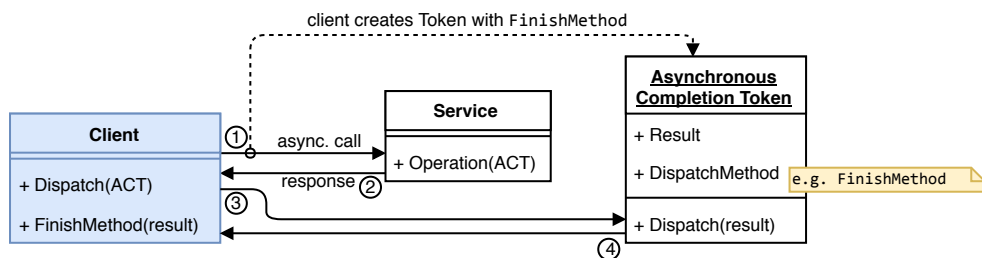 client creates Token with FinishMethod
Asynchronous
Completion Token
+ Result
+ DispatchMethod
e.g. FinishMethod
+ Dispatch(result)
Service
+ Operation(ACT)
Client
+ Dispatch(ACT)
+ FinishMethod(result)
1
async. call
response
2
3
4